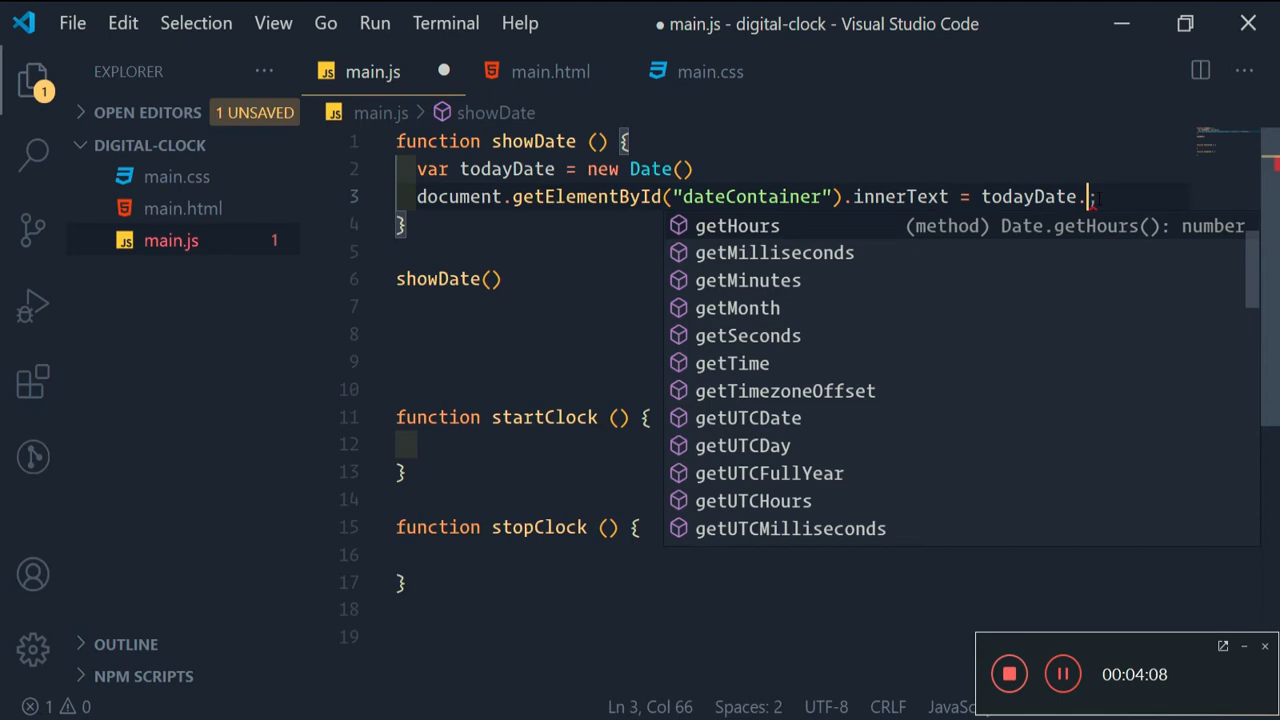 File Edit Selection View Go Run Terminal Help ● main.js - digital-clock - Visual Studio Code
EXPLORER ···
JS main.js ● main.html main.css ···
1
OPEN EDITORS 1 UNSAVED
DIGITAL-CLOCK
main.css
main.html
JS main.js 1
OUTLINE
NPM SCRIPTS
JS main.js > showDate
1 function showDate () {
2 var todayDate = new Date()
3 document.getElementById("dateContainer").innerText = todayDate.;
4 }
5
6 showDate()
7
8
9
10
11 function startClock () {
12
13 }
14
15 function stopClock () {
16
17 }
18
19
getHours (method) Date.getHours(): number
getMilliseconds
getMinutes
getMonth
getSeconds
getTime
getTimezoneOffset
getUTCDate
getUTCDay
getUTCFullYear
getUTCHours
getUTCMilliseconds
00:04:08
1 0 Ln 3, Col 66 Spaces: 2 UTF-8 CRLF JavaSc